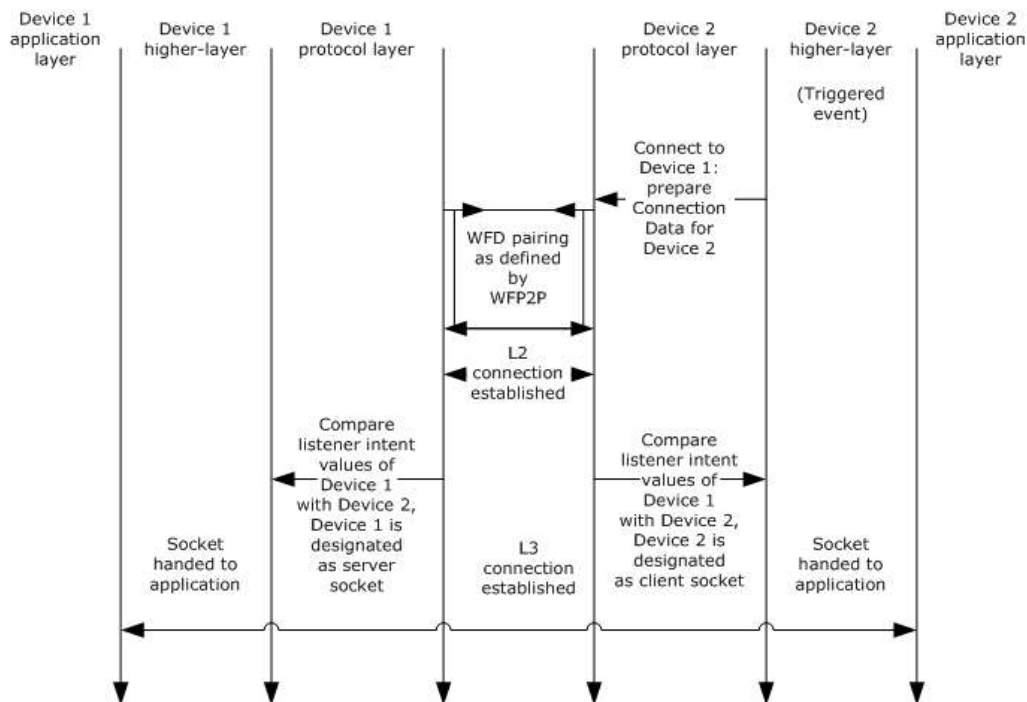 Device 1
application
layer
Device 1
higher-layer
Device 1
protocol layer
Device 2
protocol layer
Device 2
higher-layer
(Triggered
event)
Device 2
application
layer
Connect to
Device 1:
prepare
Connection
Data for
Device 2
WFD pairing
as defined
by
WFP2P
L2
connection
established
Compare
listener intent
values of
Device 1
with Device 2,
Device 1 is
designated
as server
socket
Compare
listener intent
values of
Device 1
with Device 2,
Device 2 is
designated
as client socket
Socket
handed to
application
L3
connection
established
Socket
handed to
application